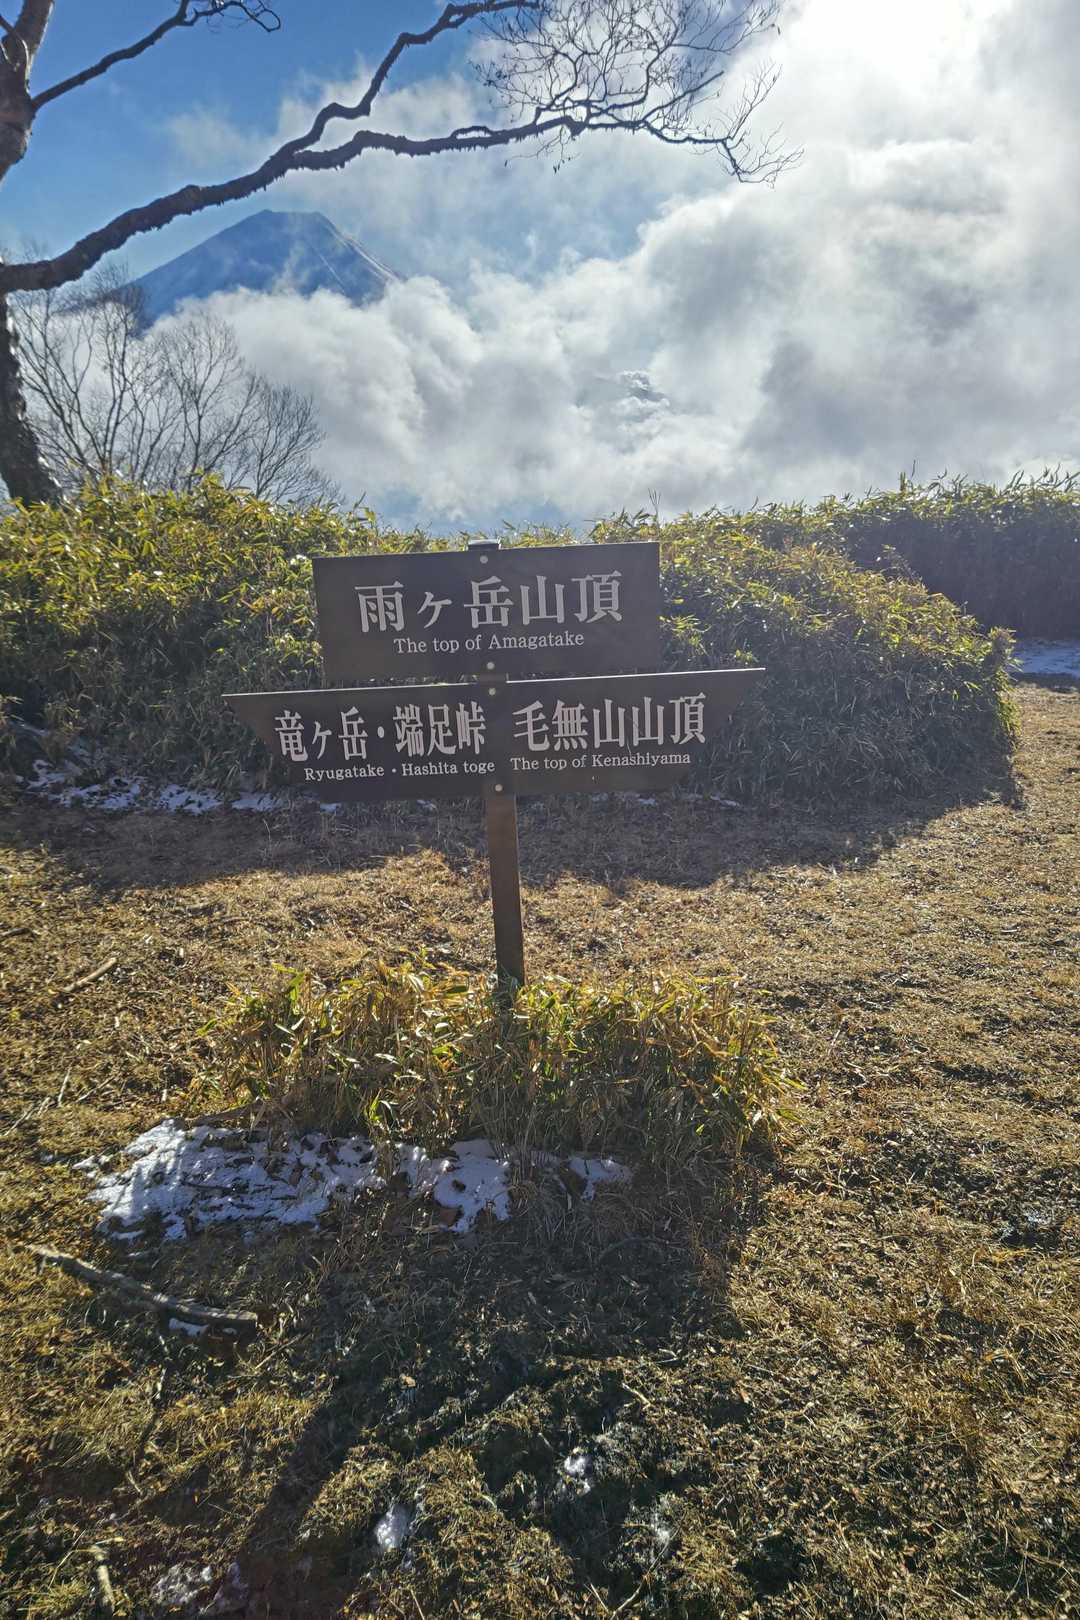 雨ヶ岳山頂
The top of Amagatake
竜ヶ岳・端足峠 毛無山山頂
Ryugatake・Hashita toge The top of Kenashiyama